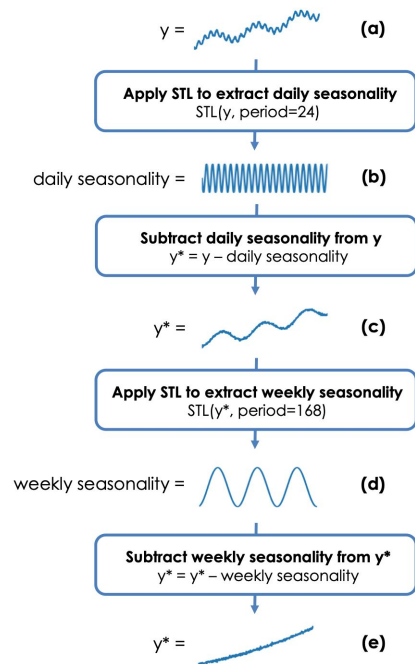 y = (a)
Apply STL to extract daily seasonality
STL(y, period=24)
daily seasonality = (b)
Subtract daily seasonality from y
y* = y – daily seasonality
y* = (c)
Apply STL to extract weekly seasonality
STL(y*, period=168)
weekly seasonality = (d)
Subtract weekly seasonality from y*
y* = y* – weekly seasonality
y* = (e)